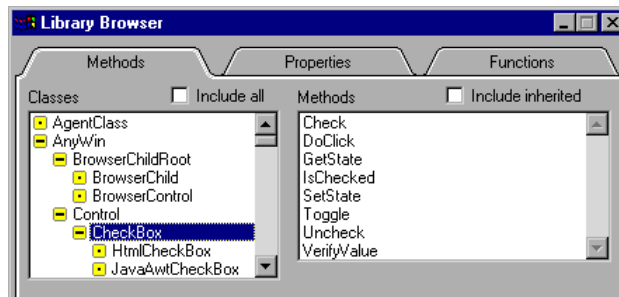 Library Browser
Methods Properties Functions
Classes Include all Methods Include inherited
AgentClass
AnyWin
BrowserChildRoot
BrowserChild
BrowserControl
Control
CheckBox
HtmlCheckBox
JavaAwtCheckBox
Check
DoClick
GetState
IsChecked
SetState
Toggle
Uncheck
VerifyValue